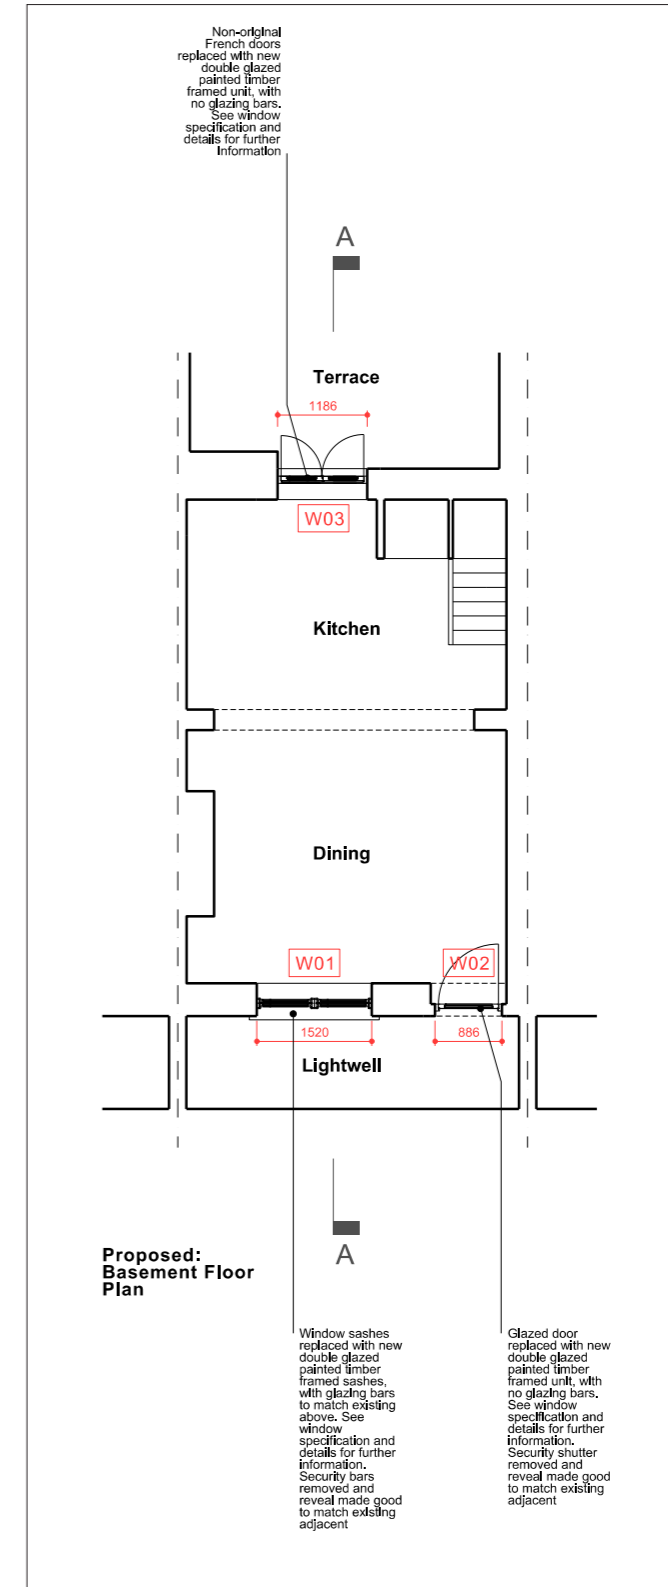 Non-original
French doors
replaced with new
double glazed
painted timber
framed unit, with
no glazing bars.
See window
specification and
details for further
information
A
Terrace
1186
W03
Kitchen
Dining
W01
W02
1520
886
Lightwell
A
Proposed:
Basement Floor
Plan
Window sashes
replaced with new
double glazed
painted timber
framed sashes,
with glazing bars
to match existing
above. See
window
specification and
details for further
information.
Security bars
removed and
reveal made good
to match existing
adjacent
Glazed door
replaced with new
double glazed
painted timber
framed unit, with
no glazing bars.
See window
specification and
details for further
information.
Security shutter
removed and
reveal made good
to match existing
adjacent